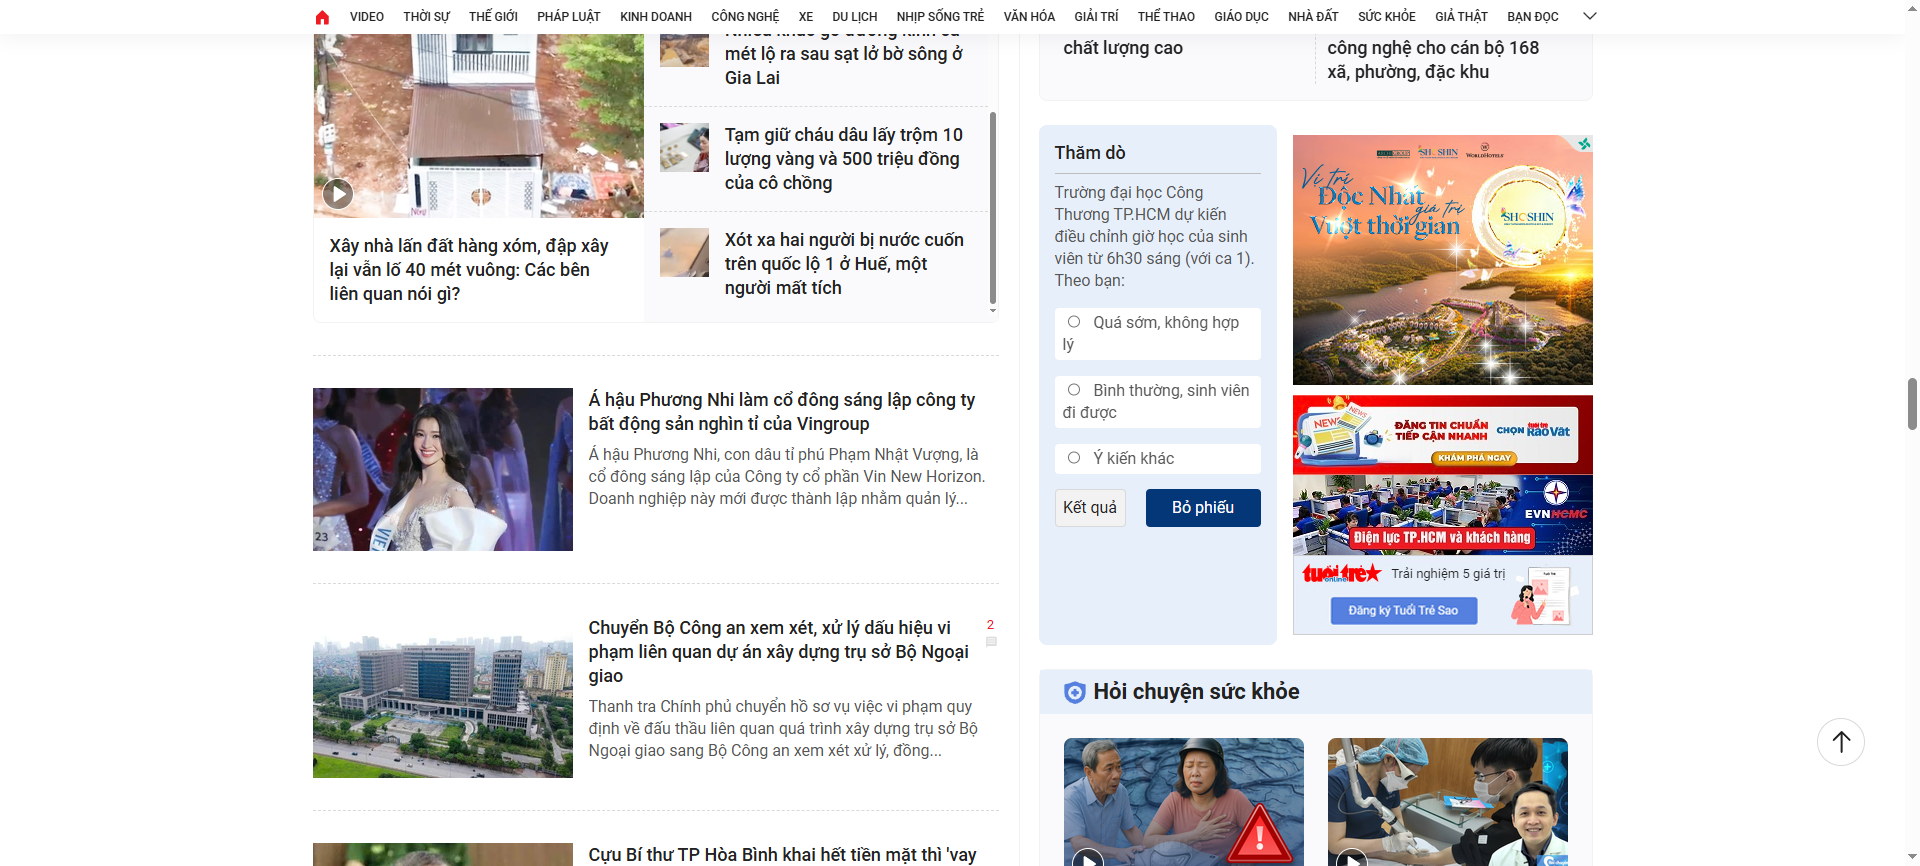 VIDEO THỜI SỰ THẾ GIỚI PHÁP LUẬT KINH DOANH CÔNG NGHỆ XE DU LỊCH NHỊP SỐNG TRẺ VĂN HÓA GIẢI TRÍ THỂ THAO GIÁO DỤC NHÀ ĐẤT SỨC KHỎE GIẢ THẬT BẠN ĐỌC
Xây nhà lấn đất hàng xóm, đập xây
lại vẫn lố 40 mét vuông: Các bên
liên quan nói gì?
mét lộ ra sau sạt lở bờ sông ở
Gia Lai
Tạm giữ cháu dâu lấy trộm 10
lượng vàng và 500 triệu đồng
của cô chồng
Xót xa hai người bị nước cuốn
trên quốc lộ 1 ở Huế, một
người mất tích
Á hậu Phương Nhi làm cổ đông sáng lập công ty
bất động sản nghìn tỉ của Vingroup
Á hậu Phương Nhi, con dâu tỉ phú Phạm Nhật Vượng, là
cổ đông sáng lập của Công ty cổ phần Vin New Horizon.
Doanh nghiệp này mới được thành lập nhằm quản lý...
23
Chuyển Bộ Công an xem xét, xử lý dấu hiệu vi
phạm liên quan dự án xây dựng trụ sở Bộ Ngoại
giao
2
Thanh tra Chính phủ chuyển hồ sơ vụ việc vi phạm quy
định về đấu thầu liên quan quá trình xây dựng trụ sở Bộ
Ngoại giao sang Bộ Công an xem xét xử lý, đồng...
Cựu Bí thư TP Hòa Bình khai hết tiền mặt thì 'vay
chất lượng cao
công nghệ cho cán bộ 168
xã, phường, đặc khu
Thăm dò
Trường đại học Công
Thương TP.HCM dự kiến
điều chỉnh giờ học của sinh
viên từ 6h30 sáng (với ca 1).
Theo bạn:
Quá sớm, không hợp
lý
Bình thường, sinh viên
đi được
Ý kiến khác
Kết quả
Bỏ phiếu
SHOSHIN
WORLDHOTELS
Vị trí
Độc Nhất
giá trị
Vượt thời gian
SHOSHIN
NEWS
NEWS
ĐĂNG TIN CHUẨN
TIẾP CẬN NHANH
CHỌN tuổi trẻ Rao Vặt
KHÁM PHÁ NGAY
EVNHCMC
Điện lực TP.HCM và khách hàng
tuổi trẻ online
Trải nghiệm 5 giá trị
Đăng ký Tuổi Trẻ Sao
Hỏi chuyện sức khỏe